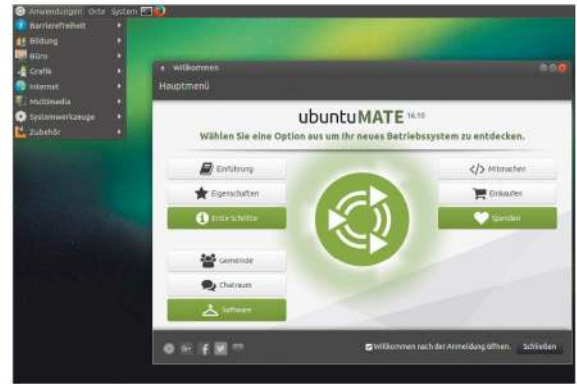 Anwendungen Orte System
Barrierefreiheit
Bildung
Büro
Grafik
Internet
Multimedia
Systemwerkzeuge
Zubehör
Willkommen
Hauptmenü
ubuntuMATE 16.10
Wählen Sie eine Option aus um Ihr neues Betriebssystem zu entdecken.
Einführung
Eigenschaften
Erste Schritte
Mitmachen
Einkaufen
Spenden
Gemeinde
Chatraum
Software
Willkommen nach der Anmeldung öffnen. Schließen